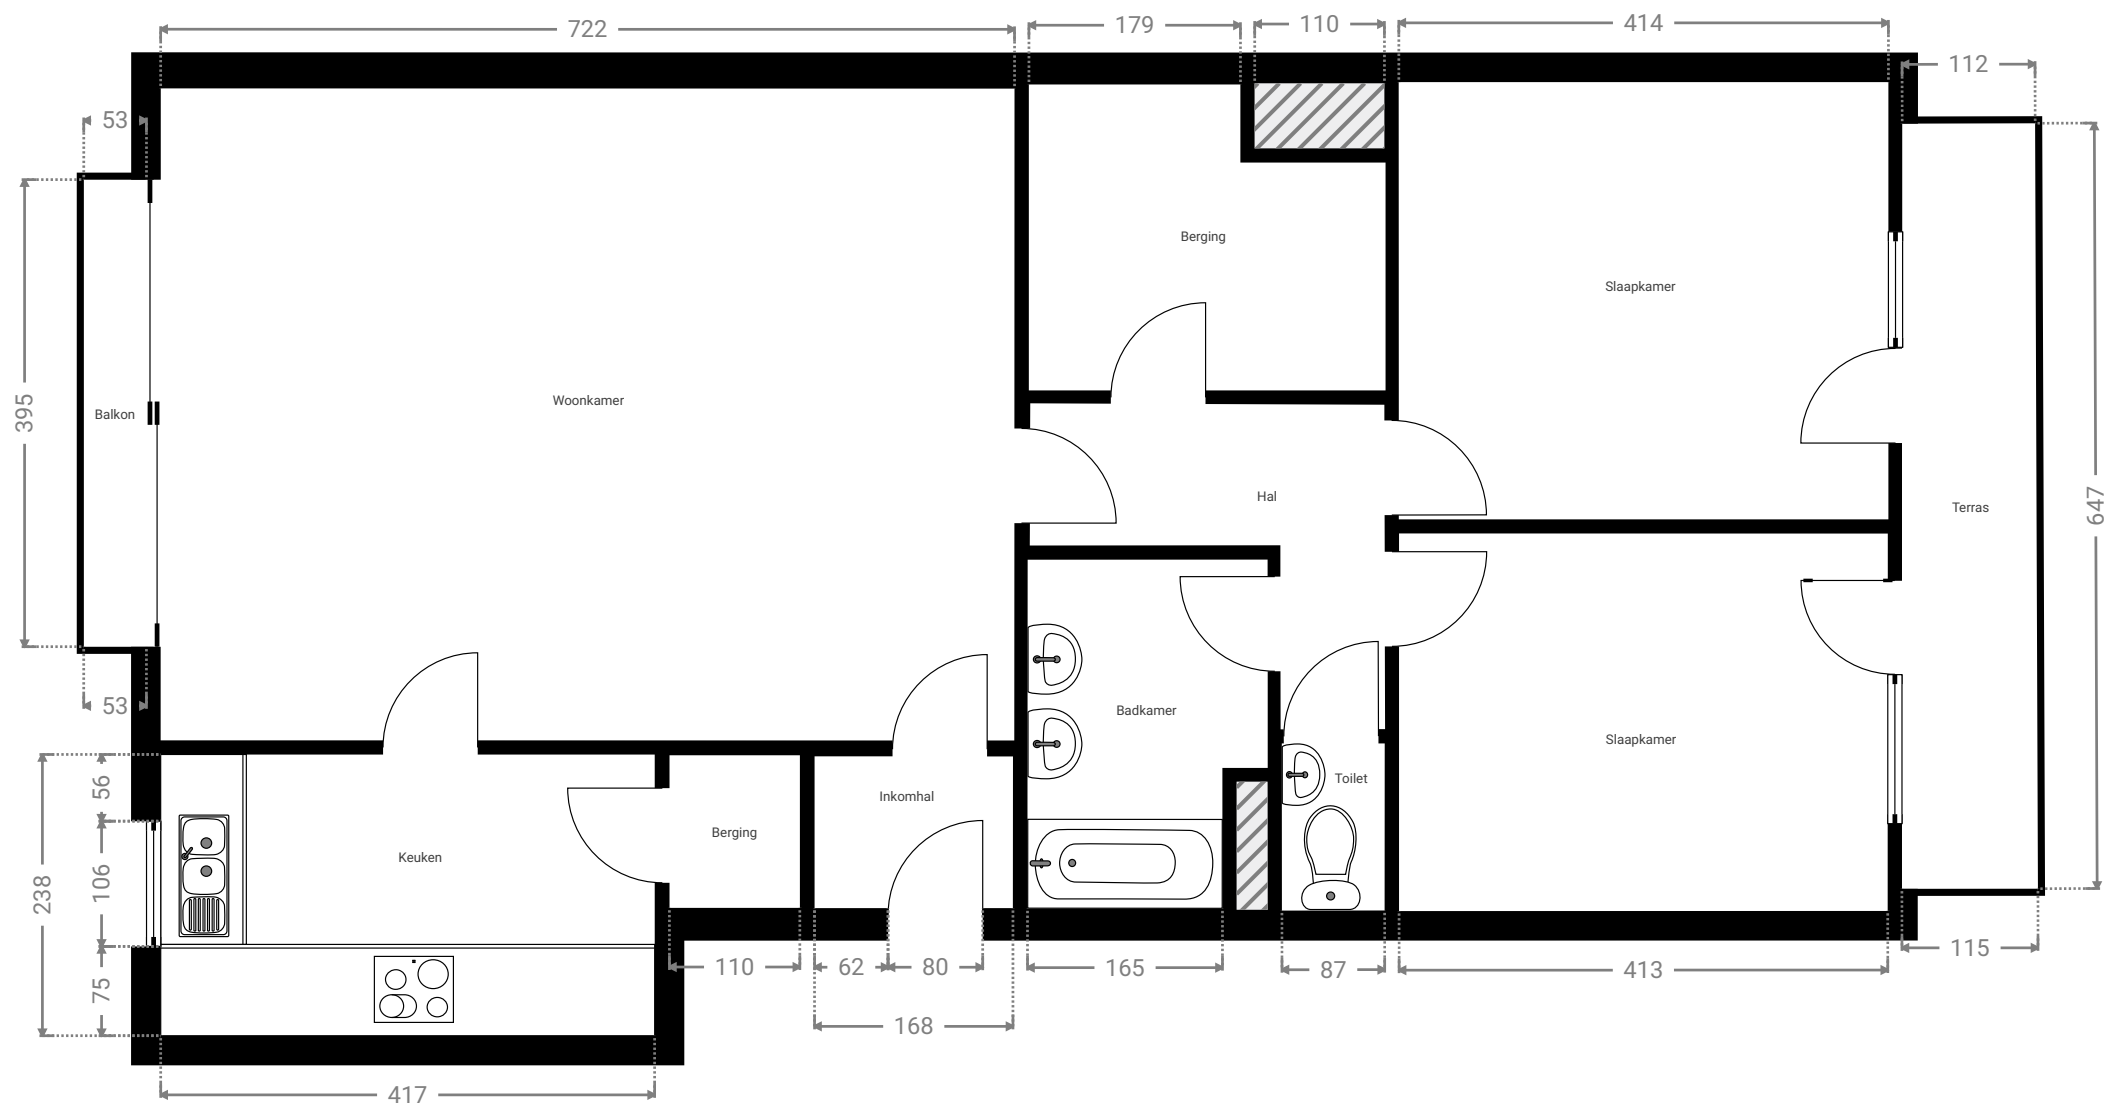 722
179
110
414
112
53
Berging
Slaapkamer
395
Balkon
Woonkamer
Hal
Terras
647
53
Badkamer
Slaapkamer
56
Toilet
Inkomhal
Berging
Keuken
106
238
75
110
62
80
165
87
413
115
168
417